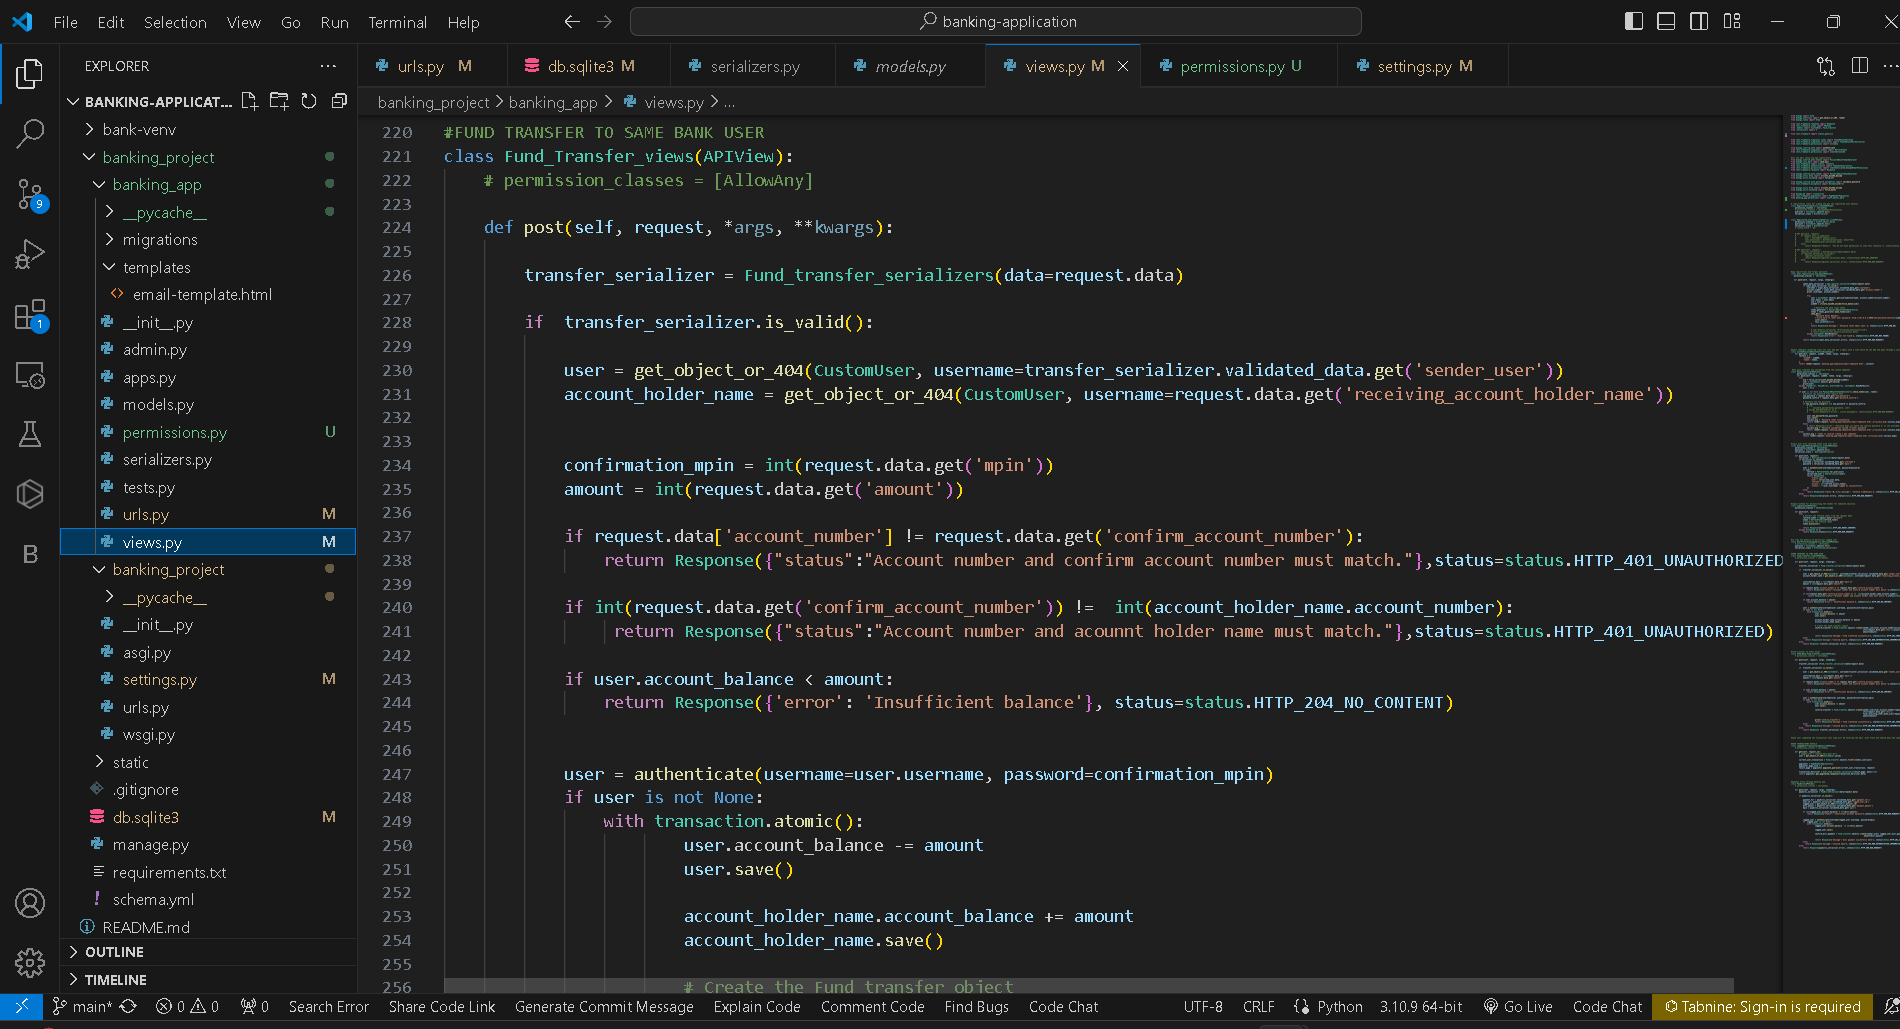 File Edit Selection View Go Run Terminal Help
banking-application
EXPLORER
BANKING-APPLICAT...
bank-venv
banking_project
banking_app
__pycache__
migrations
templates
email-template.html
__init__.py
admin.py
apps.py
models.py
permissions.py U
serializers.py
tests.py
urls.py M
views.py M
banking_project
__pycache__
__init__.py
asgi.py
settings.py M
urls.py
wsgi.py
static
.gitignore
db.sqlite3 M
manage.py
requirements.txt
schema.yml
README.md
OUTLINE
TIMELINE
9
1
urls.py M db.sqlite3 M serializers.py models.py views.py M permissions.py U settings.py M
banking_project > banking_app > views.py > ...
220 #FUND TRANSFER TO SAME BANK USER
221 class Fund_Transfer_views(APIView):
222 # permission_classes = [AllowAny]
223
224 def post(self, request, *args, **kwargs):
225
226 transfer_serializer = Fund_transfer_serializers(data=request.data)
227
228 if  transfer_serializer.is_valid():
229
230 user = get_object_or_404(CustomUser, username=transfer_serializer.validated_data.get('sender_user'))
231 account_holder_name = get_object_or_404(CustomUser, username=request.data.get('receiving_account_holder_name'))
232
233
234 confirmation_mpin = int(request.data.get('mpin'))
235 amount = int(request.data.get('amount'))
236
237 if request.data['account_number'] != request.data.get('confirm_account_number'):
238 return Response({"status":"Account number and confirm account number must match."},status=status.HTTP_401_UNAUTHORIZED
239
240 if int(request.data.get('confirm_account_number')) !=  int(account_holder_name.account_number):
241 return Response({"status":"Account number and acounnt holder name must match."},status=status.HTTP_401_UNAUTHORIZED)
242
243 if user.account_balance < amount:
244 return Response({'error': 'Insufficient balance'}, status=status.HTTP_204_NO_CONTENT)
245
246
247 user = authenticate(username=user.username, password=confirmation_mpin)
248 if user is not None:
249 with transaction.atomic():
250 user.account_balance -= amount
251 user.save()
252
253 account_holder_name.account_balance += amount
254 account_holder_name.save()
255
256 # Create the Fund transfer object
main* 0 0 0 Search Error Share Code Link Generate Commit Message Explain Code Comment Code Find Bugs Code Chat UTF-8 CRLF Python 3.10.9 64-bit Go Live Code Chat Tabnine: Sign-in is required